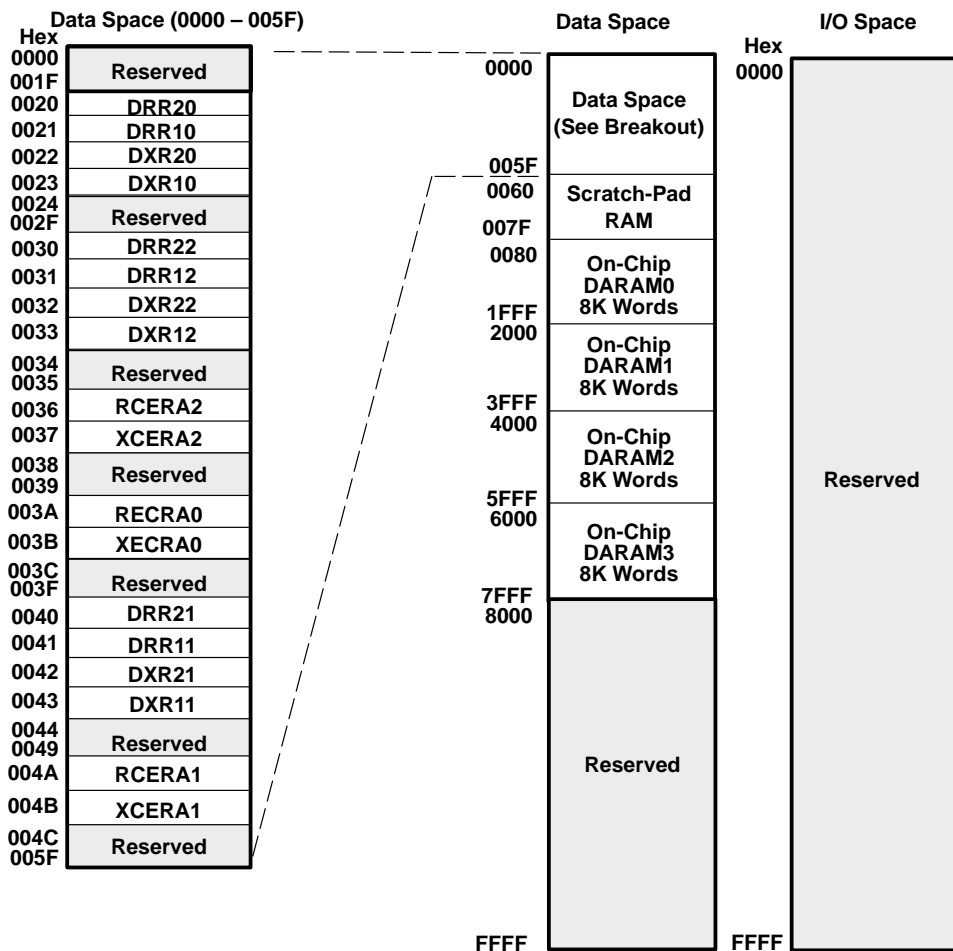 Data Space (0000 – 005F)
Hex
0000
001F
Reserved
0020
DRR20
0021
DRR10
0022
DXR20
0023
DXR10
0024
002F
Reserved
0030
DRR22
0031
DRR12
0032
DXR22
0033
DXR12
0034
0035
Reserved
0036
RCERA2
0037
XCERA2
0038
0039
Reserved
003A
RECRA0
003B
XECRA0
003C
003F
Reserved
0040
DRR21
0041
DRR11
0042
DXR21
0043
DXR11
0044
0049
Reserved
004A
RCERA1
004B
XCERA1
004C
005F
Reserved
Data Space
0000
Data Space
(See Breakout)
005F
0060
Scratch-Pad
RAM
007F
0080
On-Chip
DARAM0
8K Words
1FFF
2000
On-Chip
DARAM1
8K Words
3FFF
4000
On-Chip
DARAM2
8K Words
5FFF
6000
On-Chip
DARAM3
8K Words
7FFF
8000
Reserved
FFFF
I/O Space
Hex
0000
Reserved
FFFF